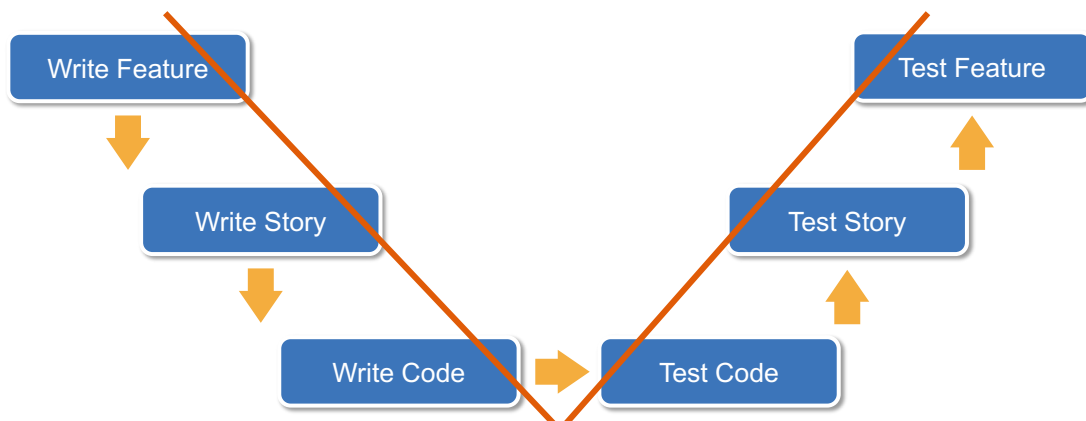 Write Feature
Test Feature
Write Story
Test Story
Write Code
Test Code